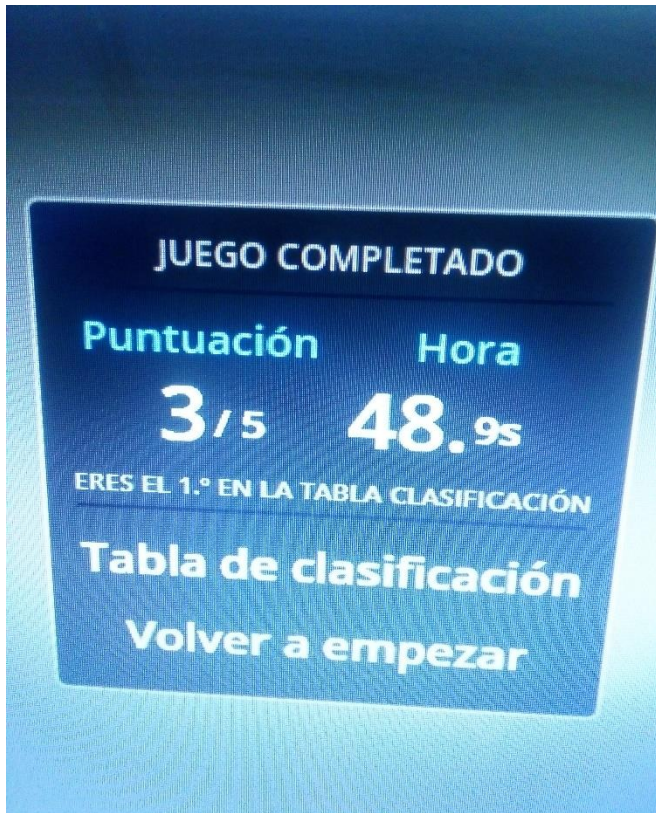 JUEGO COMPLETADO
Puntuación Hora
3/5 48.9s
ERES EL 1.º EN LA TABLA CLASIFICACIÓN
Tabla de clasificación
Volver a empezar